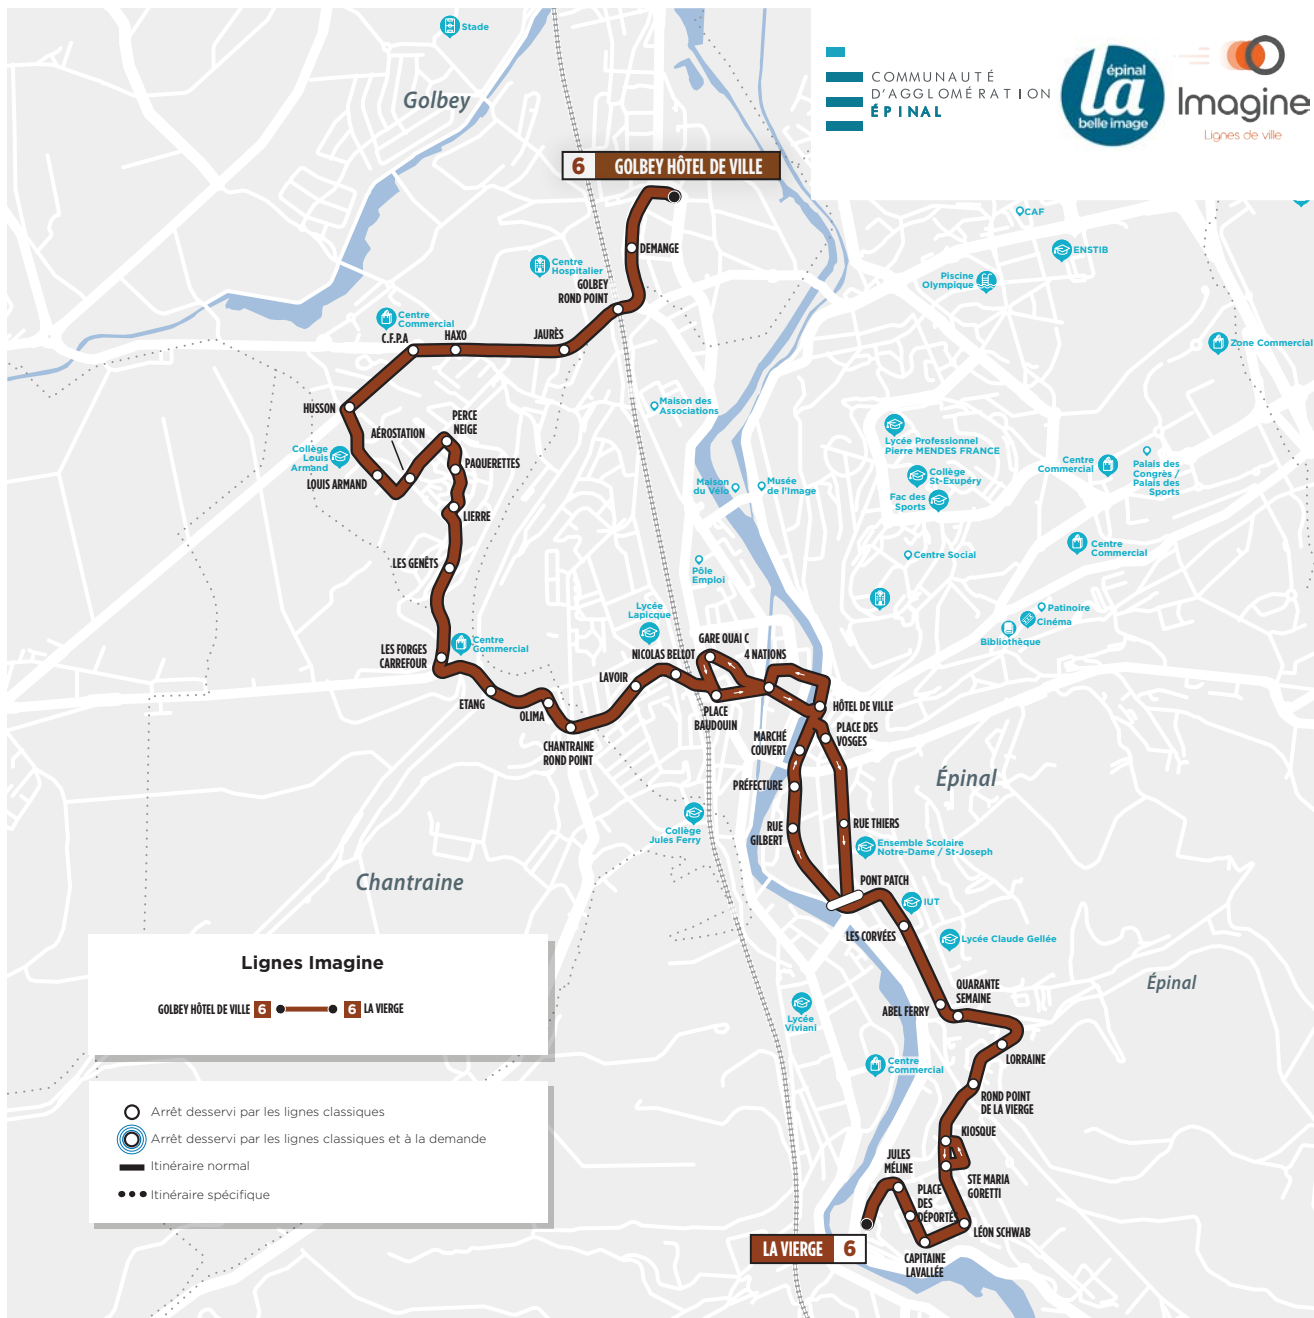 Stade
Golbey
COMMUNAUTÉ
D'AGGLOMÉRATION
ÉPINAL
épinal
la
belle image
Imagine
Lignes de ville
6 GOLBEY HÔTEL DE VILLE
DEMANGE
Centre
Hospitalier
GOLBEY
ROND POINT
CAF
ENSTIB
Piscine
Olympique
Zone Commercial
Centre
Commercial
C.F.P.A
HAXO
JAURÈS
HUSSON
AÉROSTATION
PERCE
NEIGE
Maison des
Associations
Collège
Louis
Armand
LOUIS ARMAND
PAQUERETTES
LIERRE
LES GENÊTS
Lycée Professionnel
Pierre MENDES FRANCE
Collège
St-Exupéry
Fac des
Sports
Centre
Commercial
Palais des
Congrès /
Palais des
Sports
Maison
du Vélo
Musée
de l'Image
Centre Social
Centre
Commercial
Pôle
Emploi
Patinoire
Cinéma
Bibliothèque
Lycée
Lapicque
LES FORGES
CARREFOUR
Centre
Commercial
NICOLAS BELLOT
GARE QUAI C
4 NATIONS
LAVOIR
ETANG
OLIMA
PLACE
BAUDOUIN
HÔTEL DE VILLE
CHANTRAINE
ROND POINT
MARCHÉ
COUVERT
PLACE DES
VOSGES
PRÉFECTURE
Épinal
RUE
GILBERT
RUE THIERS
Collège
Jules Ferry
Ensemble Scolaire
Notre-Dame / St-Joseph
Chantraine
PONT PATCH
IUT
LES CORVÉES
Lycée Claude Gellée
Lignes Imagine
GOLBEY HÔTEL DE VILLE 6 6 LA VIERGE
QUARANTE
SEMAINE
Épinal
ABEL FERRY
Lycée
Viviani
LORRAINE
Centre
Commercial
ROND POINT
DE LA VIERGE
Arrêt desservi par les lignes classiques
Arrêt desservi par les lignes classiques et à la demande
Itinéraire normal
Itinéraire spécifique
KIOSQUE
JULES
MÉLINE
STE MARIA
GORETTI
PLACE
DES
DÉPORTÉS
LÉON SCHWAB
LA VIERGE 6
CAPITAINE
LAVALLÉE